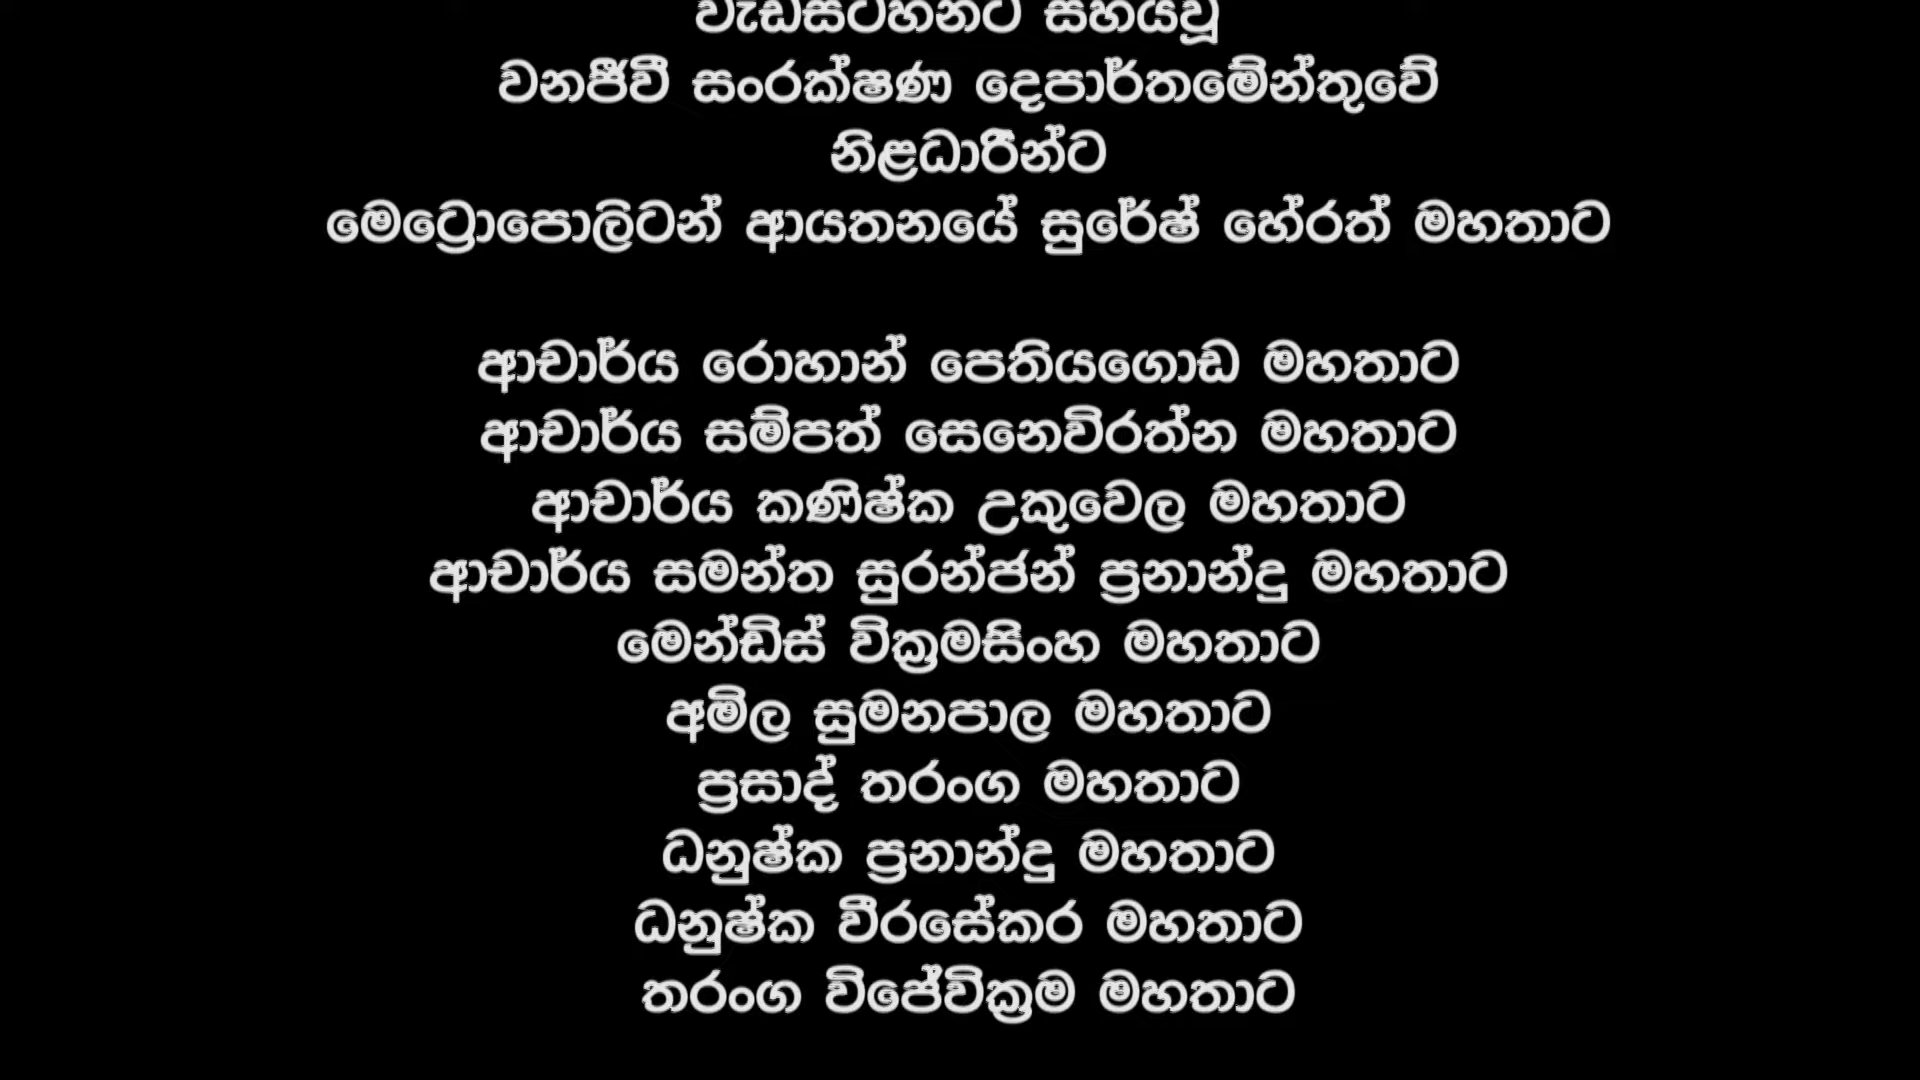 වැඩසටහනට සහයවූ
වනජීවී සංරක්ෂණ දෙපාර්තමේන්තුවේ
නිළධාරීන්ට
මෙට්‍රොපොලිටන් ආයතනයේ සුරේෂ් හේරත් මහතාට
ආචාර්ය රොහාන් පෙතියගොඩ මහතාට
ආචාර්ය සම්පත් සෙනෙවිරත්න මහතාට
ආචාර්ය කණිෂ්ක උකුවෙල මහතාට
ආචාර්ය සමන්ත සුරන්ජන් ප්‍රනාන්දු මහතාට
මෙන්ඩිස් වික්‍රමසිංහ මහතාට
අමිල සුමනපාල මහතාට
ප්‍රසාද් තරංග මහතාට
ධනුෂ්ක ප්‍රනාන්දු මහතාට
ධනුෂ්ක වීරසේකර මහතාට
තරංග විජේවික්‍රම මහතාට